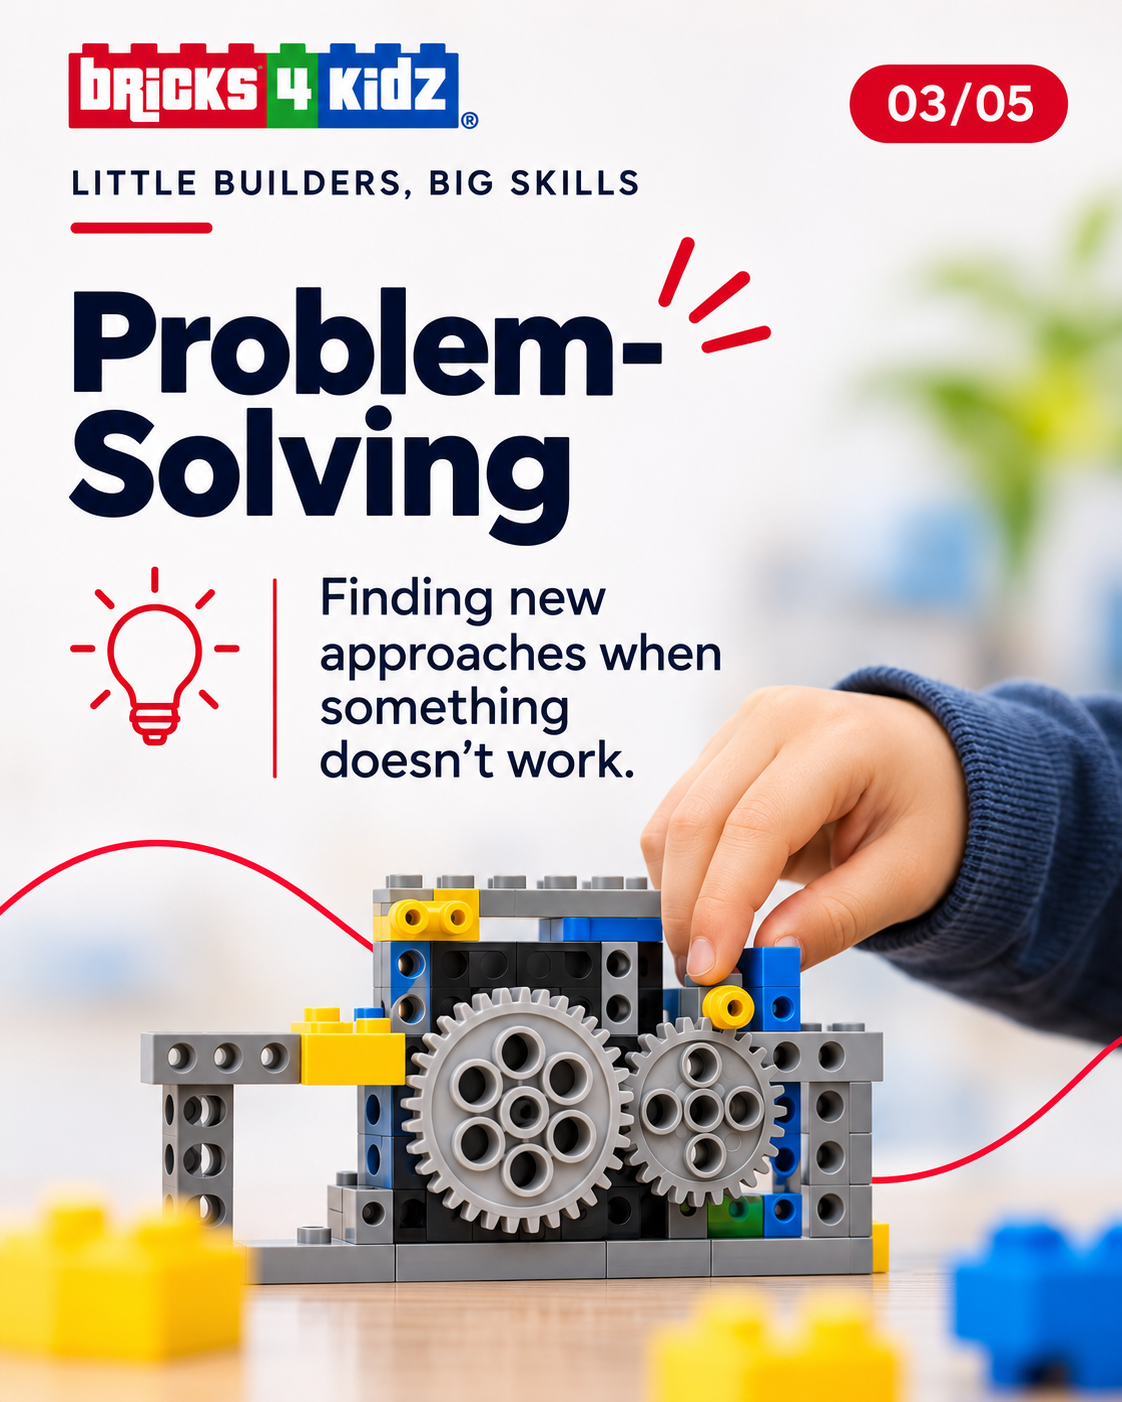 bricks 4 kidz ®
03/05
LITTLE BUILDERS, BIG SKILLS
Problem-
Solving
Finding new
approaches when
something
doesn't work.